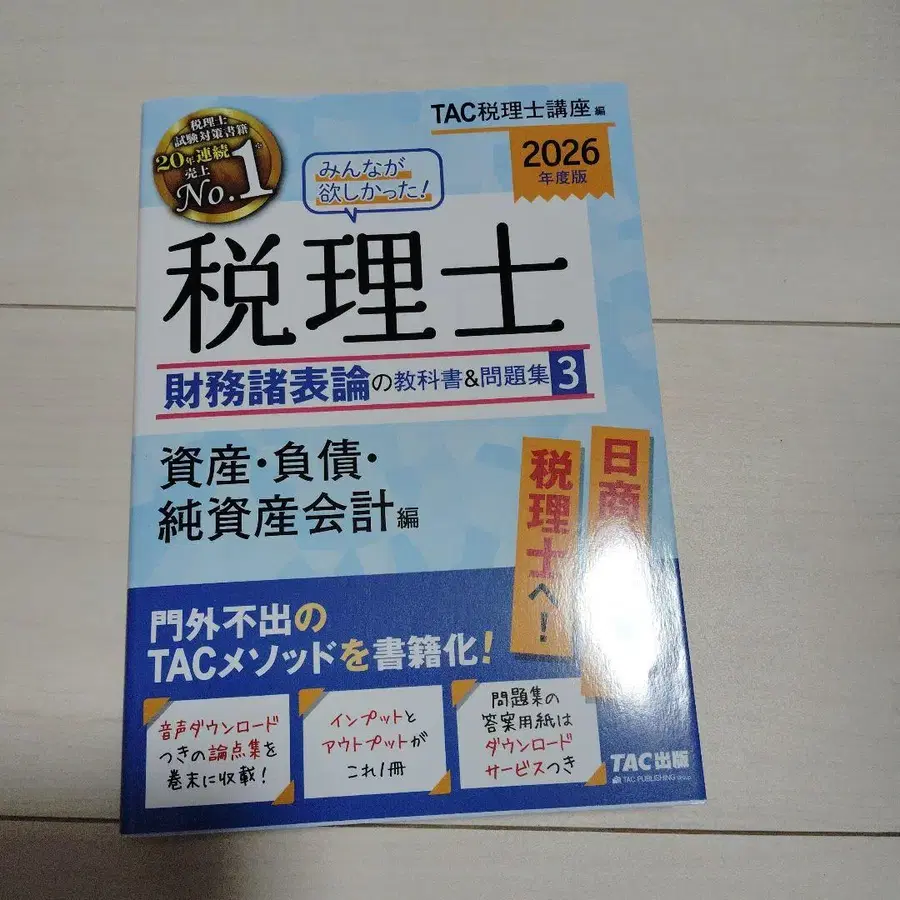 TAC税理士講座 編
2026
年度版
税理士
試験対策書籍
20年連続
売上
No.1
みんなが
欲しかった!
税理士
財務諸表論の教科書&問題集3
資産・負債・
純資産会計編
日商
税理士へ!
門外不出の
TACメソッドを書籍化!
音声ダウンロード
つきの論点集を
巻末に収載!
インプットと
アウトプットが
これ1冊
問題集の
答案用紙は
ダウンロード
サービスつき
TAC出版
TAC PUBLISHING Group